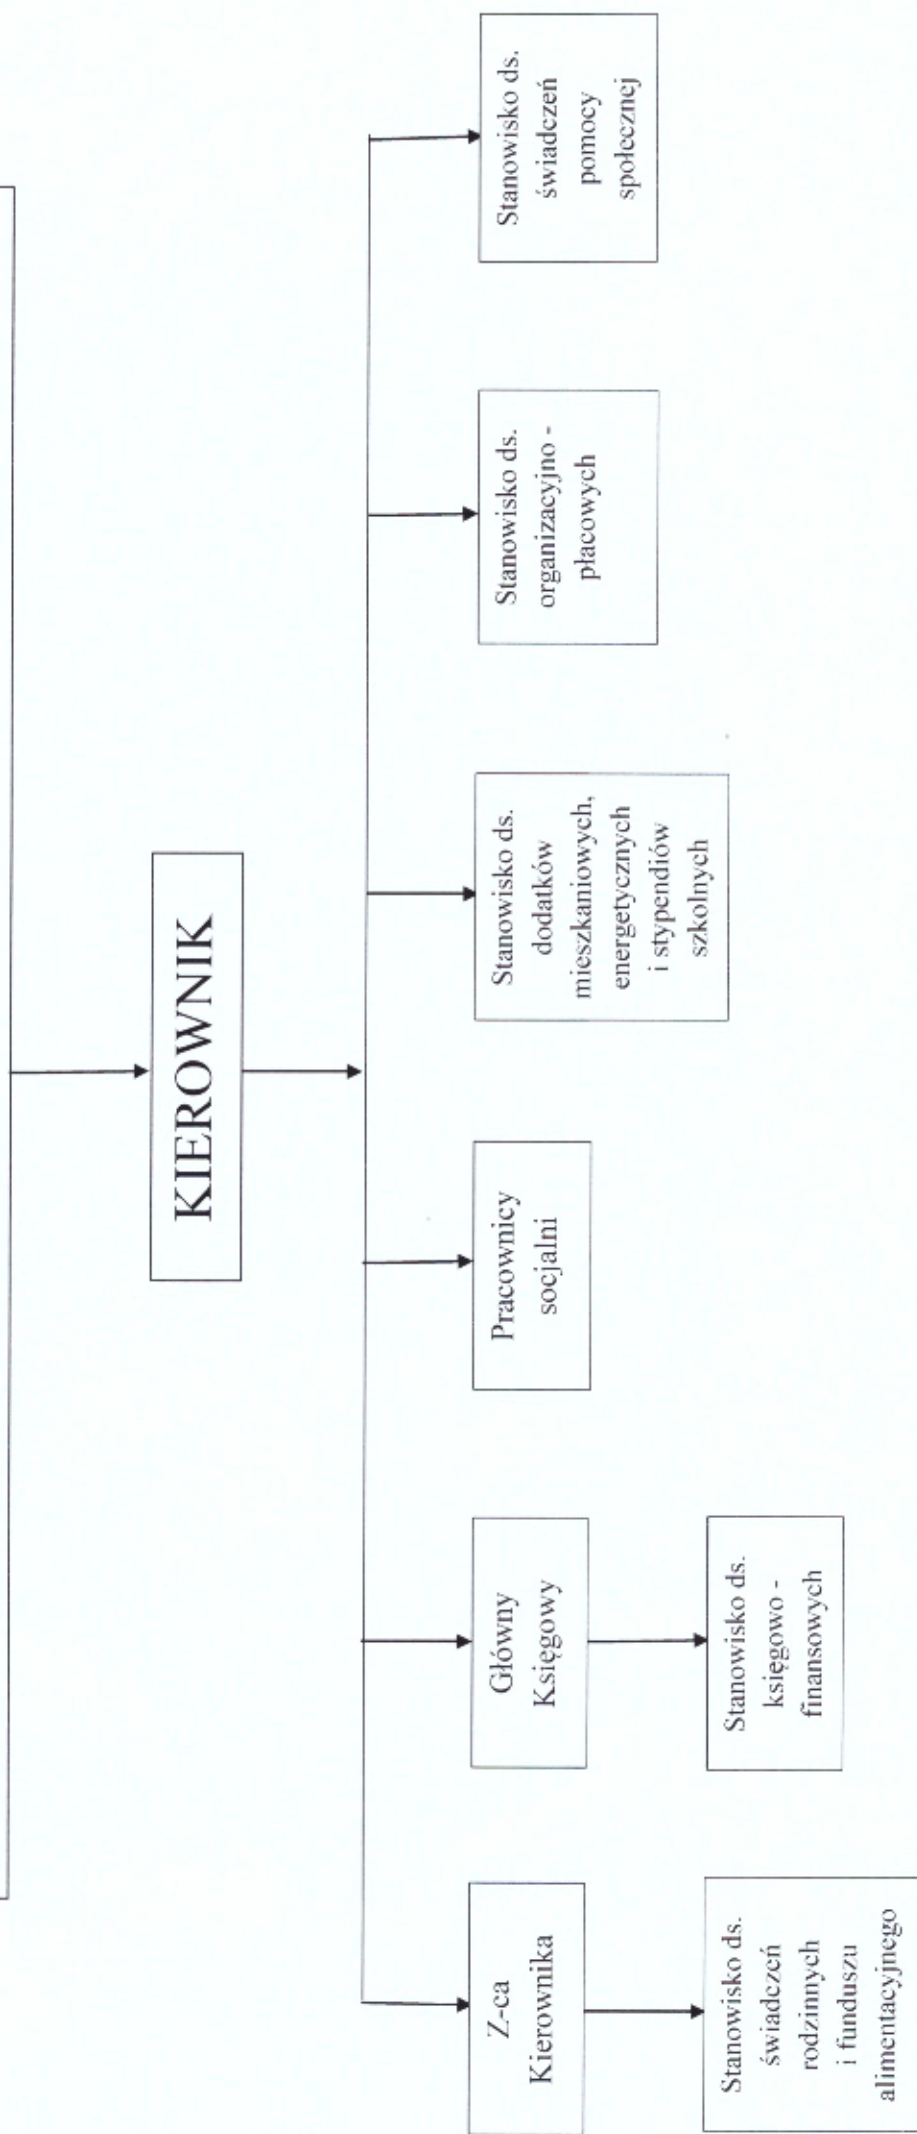 KIEROWNIK
Z-ca
Kierownika
Główny
Księgowy
Pracownicy
socjalni
Stanowisko ds.
dodatków
mieszkaniowych,
energetycznych
i stypendiów
szkolnych
Stanowisko ds.
organizacyjno -
płacowych
Stanowisko ds.
świadczeń
pomocy
społecznej
Stanowisko ds.
świadczeń
rodzinnych
i funduszu
alimentacyjnego
Stanowisko ds.
księgowo -
finansowych